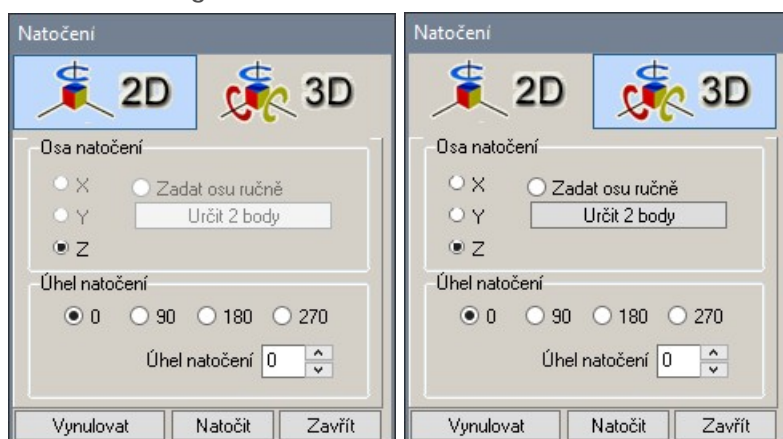 Natočení
2D 3D
Osa natočení
X Zadat osu ručně
Y Určit 2 body
Z
Úhel natočení
0 90 180 270
Úhel natočení 0
Vynulovat Natočit Zavřít
Natočení
2D 3D
Osa natočení
X Zadat osu ručně
Y Určit 2 body
Z
Úhel natočení
0 90 180 270
Úhel natočení 0
Vynulovat Natočit Zavřít